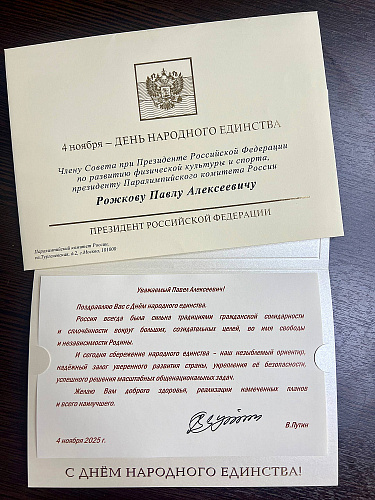 4 ноября – ДЕНЬ НАРОДНОГО ЕДИНСТВА
Члену Совета при Президенте Российской Федерации
по развитию физической культуры и спорта,
президенту Паралимпийского комитета России
Рожкову Павлу Алексеевичу
ПРЕЗИДЕНТ РОССИЙСКОЙ ФЕДЕРАЦИИ
Паралимпийский комитет России,
ул.Тургеневская, д.2, г.Москва, 101000
Уважаемый Павел Алексеевич!
Поздравляю Вас с Днём народного единства.
Россия всегда была сильна традициями гражданской солидарности
и сплочённости вокруг больших, созидательных целей, во имя свободы
и независимости Родины.
И сегодня сбережение народного единства – наш незыблемый ориентир,
надёжный залог уверенного развития страны, укрепления её безопасности,
успешного решения масштабных общенациональных задач.
Желаю Вам доброго здоровья, реализации намеченных планов
и всего наилучшего.
В.Путин
4 ноября 2025 г.
С ДНЁМ НАРОДНОГО ЕДИНСТВА!